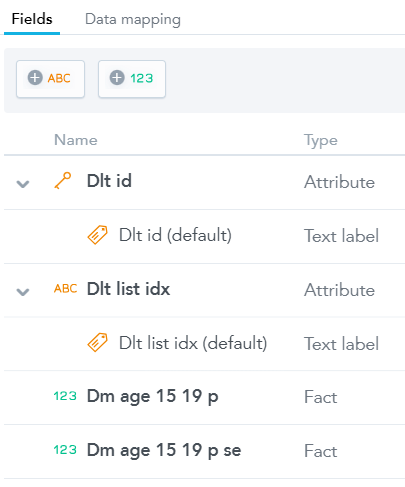 Fields Data mapping
ABC 123
Name Type
Dlt id Attribute
Dlt id (default) Text label
ABC Dlt list idx Attribute
Dlt list idx (default) Text label
123 Dm age 15 19 p Fact
123 Dm age 15 19 p se Fact